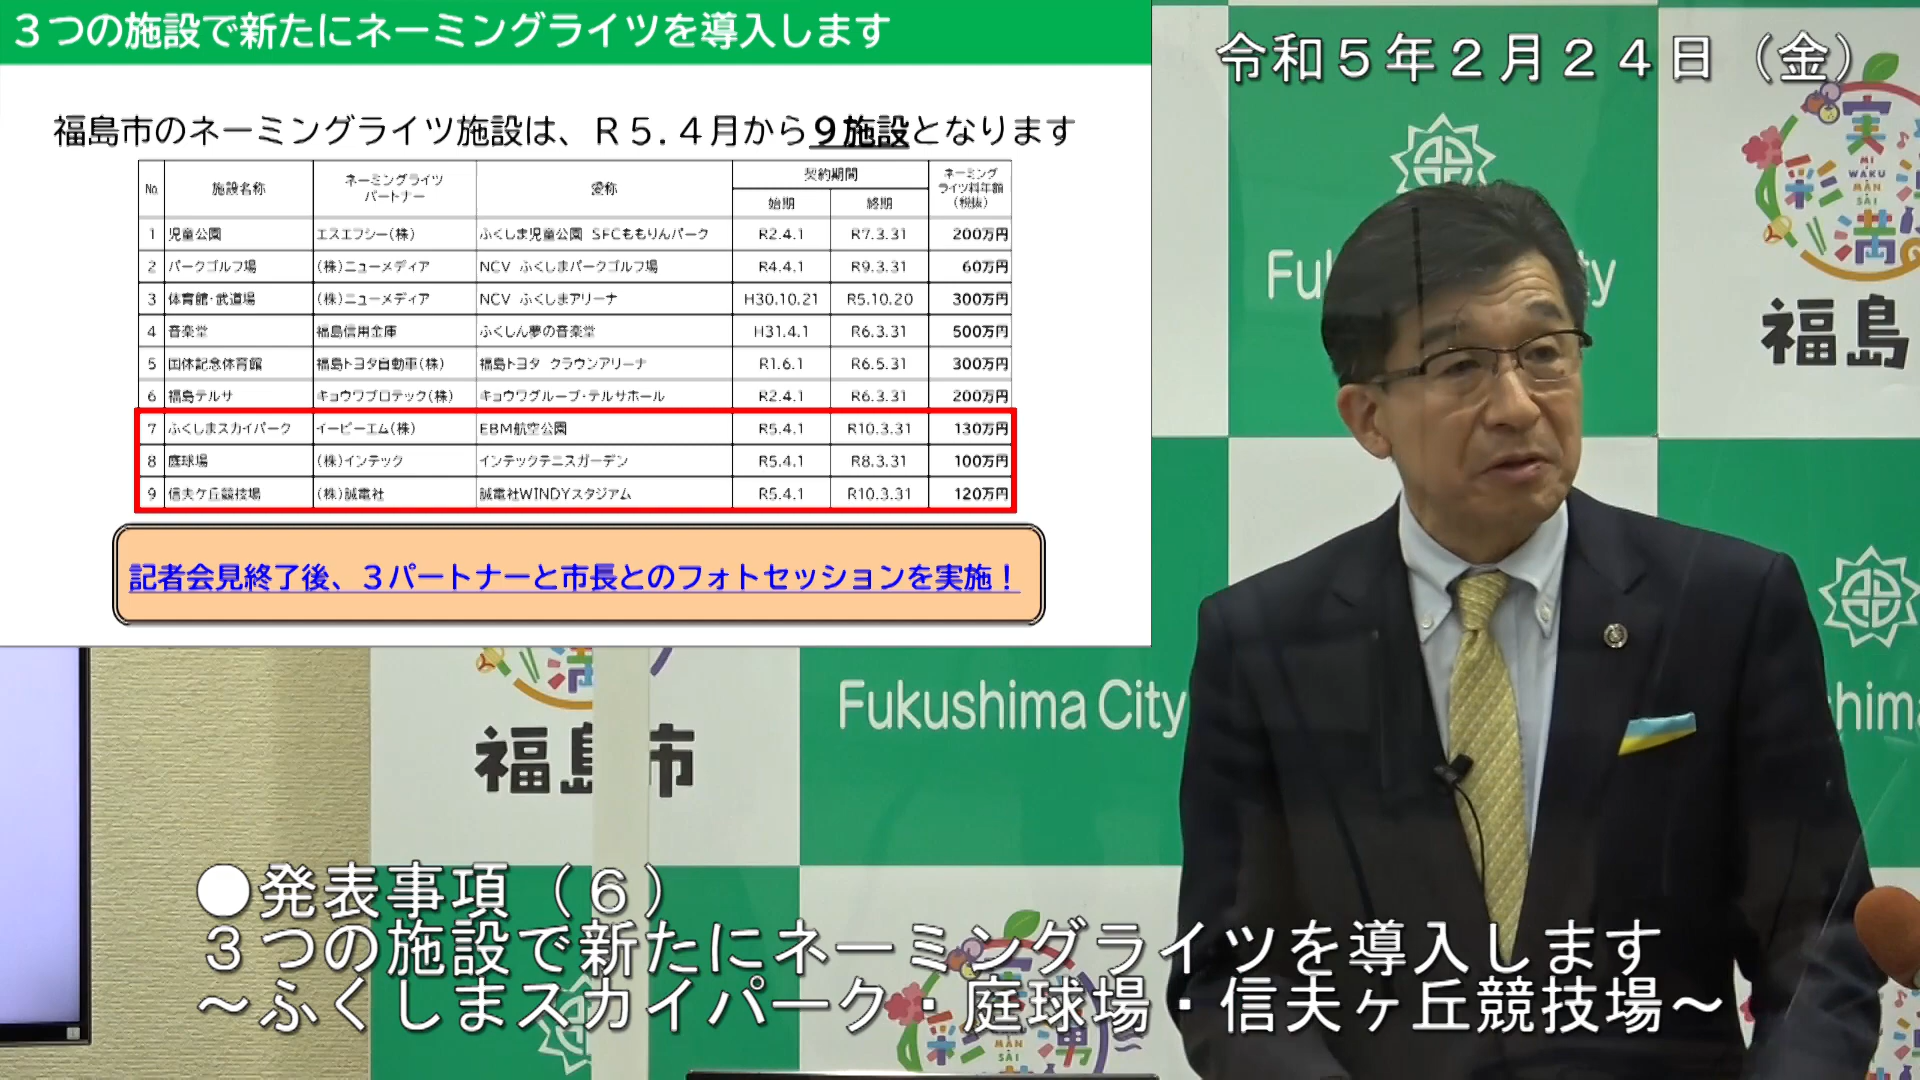 ３つの施設で新たにネーミングライツを導入します
令和５年２月２４日（金）
福島市のネーミングライツ施設は、Ｒ５.４月から９施設となります
No. 施設名称 ネーミングライツパートナー 愛称 契約期間 始期 終期 ネーミングライツ料年額（税抜）
1 児童公園 エスエフシー(株) ふくしま児童公園 SFCももりんパーク R2.4.1 R7.3.31 200万円
2 パークゴルフ場 (株)ニューメディア NCV ふくしまパークゴルフ場 R4.4.1 R9.3.31 60万円
3 体育館･武道場 (株)ニューメディア NCV ふくしまアリーナ H30.10.21 R5.10.20 300万円
4 音楽堂 福島信用金庫 ふくしん夢の音楽堂 H31.4.1 R6.3.31 500万円
5 国体記念体育館 福島トヨタ自動車(株) 福島トヨタ クラウンアリーナ R1.6.1 R6.5.31 300万円
6 福島テルサ キョウワプロテック(株) キョウワグループ･テルサホール R2.4.1 R6.3.31 200万円
7 ふくしまスカイパーク イービーエム(株) EBM航空公園 R5.4.1 R10.3.31 130万円
8 庭球場 (株)インテック インテックテニスガーデン R5.4.1 R8.3.31 100万円
9 信夫ケ丘競技場 (株)誠電社 誠電社WINDYスタジアム R5.4.1 R10.3.31 120万円
記者会見終了後、３パートナーと市長とのフォトセッションを実施！
実
MI
WAKU
MAN
SAI
彩
満
福島
Fukushima City
福島市
●発表事項（６）
３つの施設で新たにネーミングライツを導入します
～ふくしまスカイパーク・庭球場・信夫ヶ丘競技場～
MAN
SAI